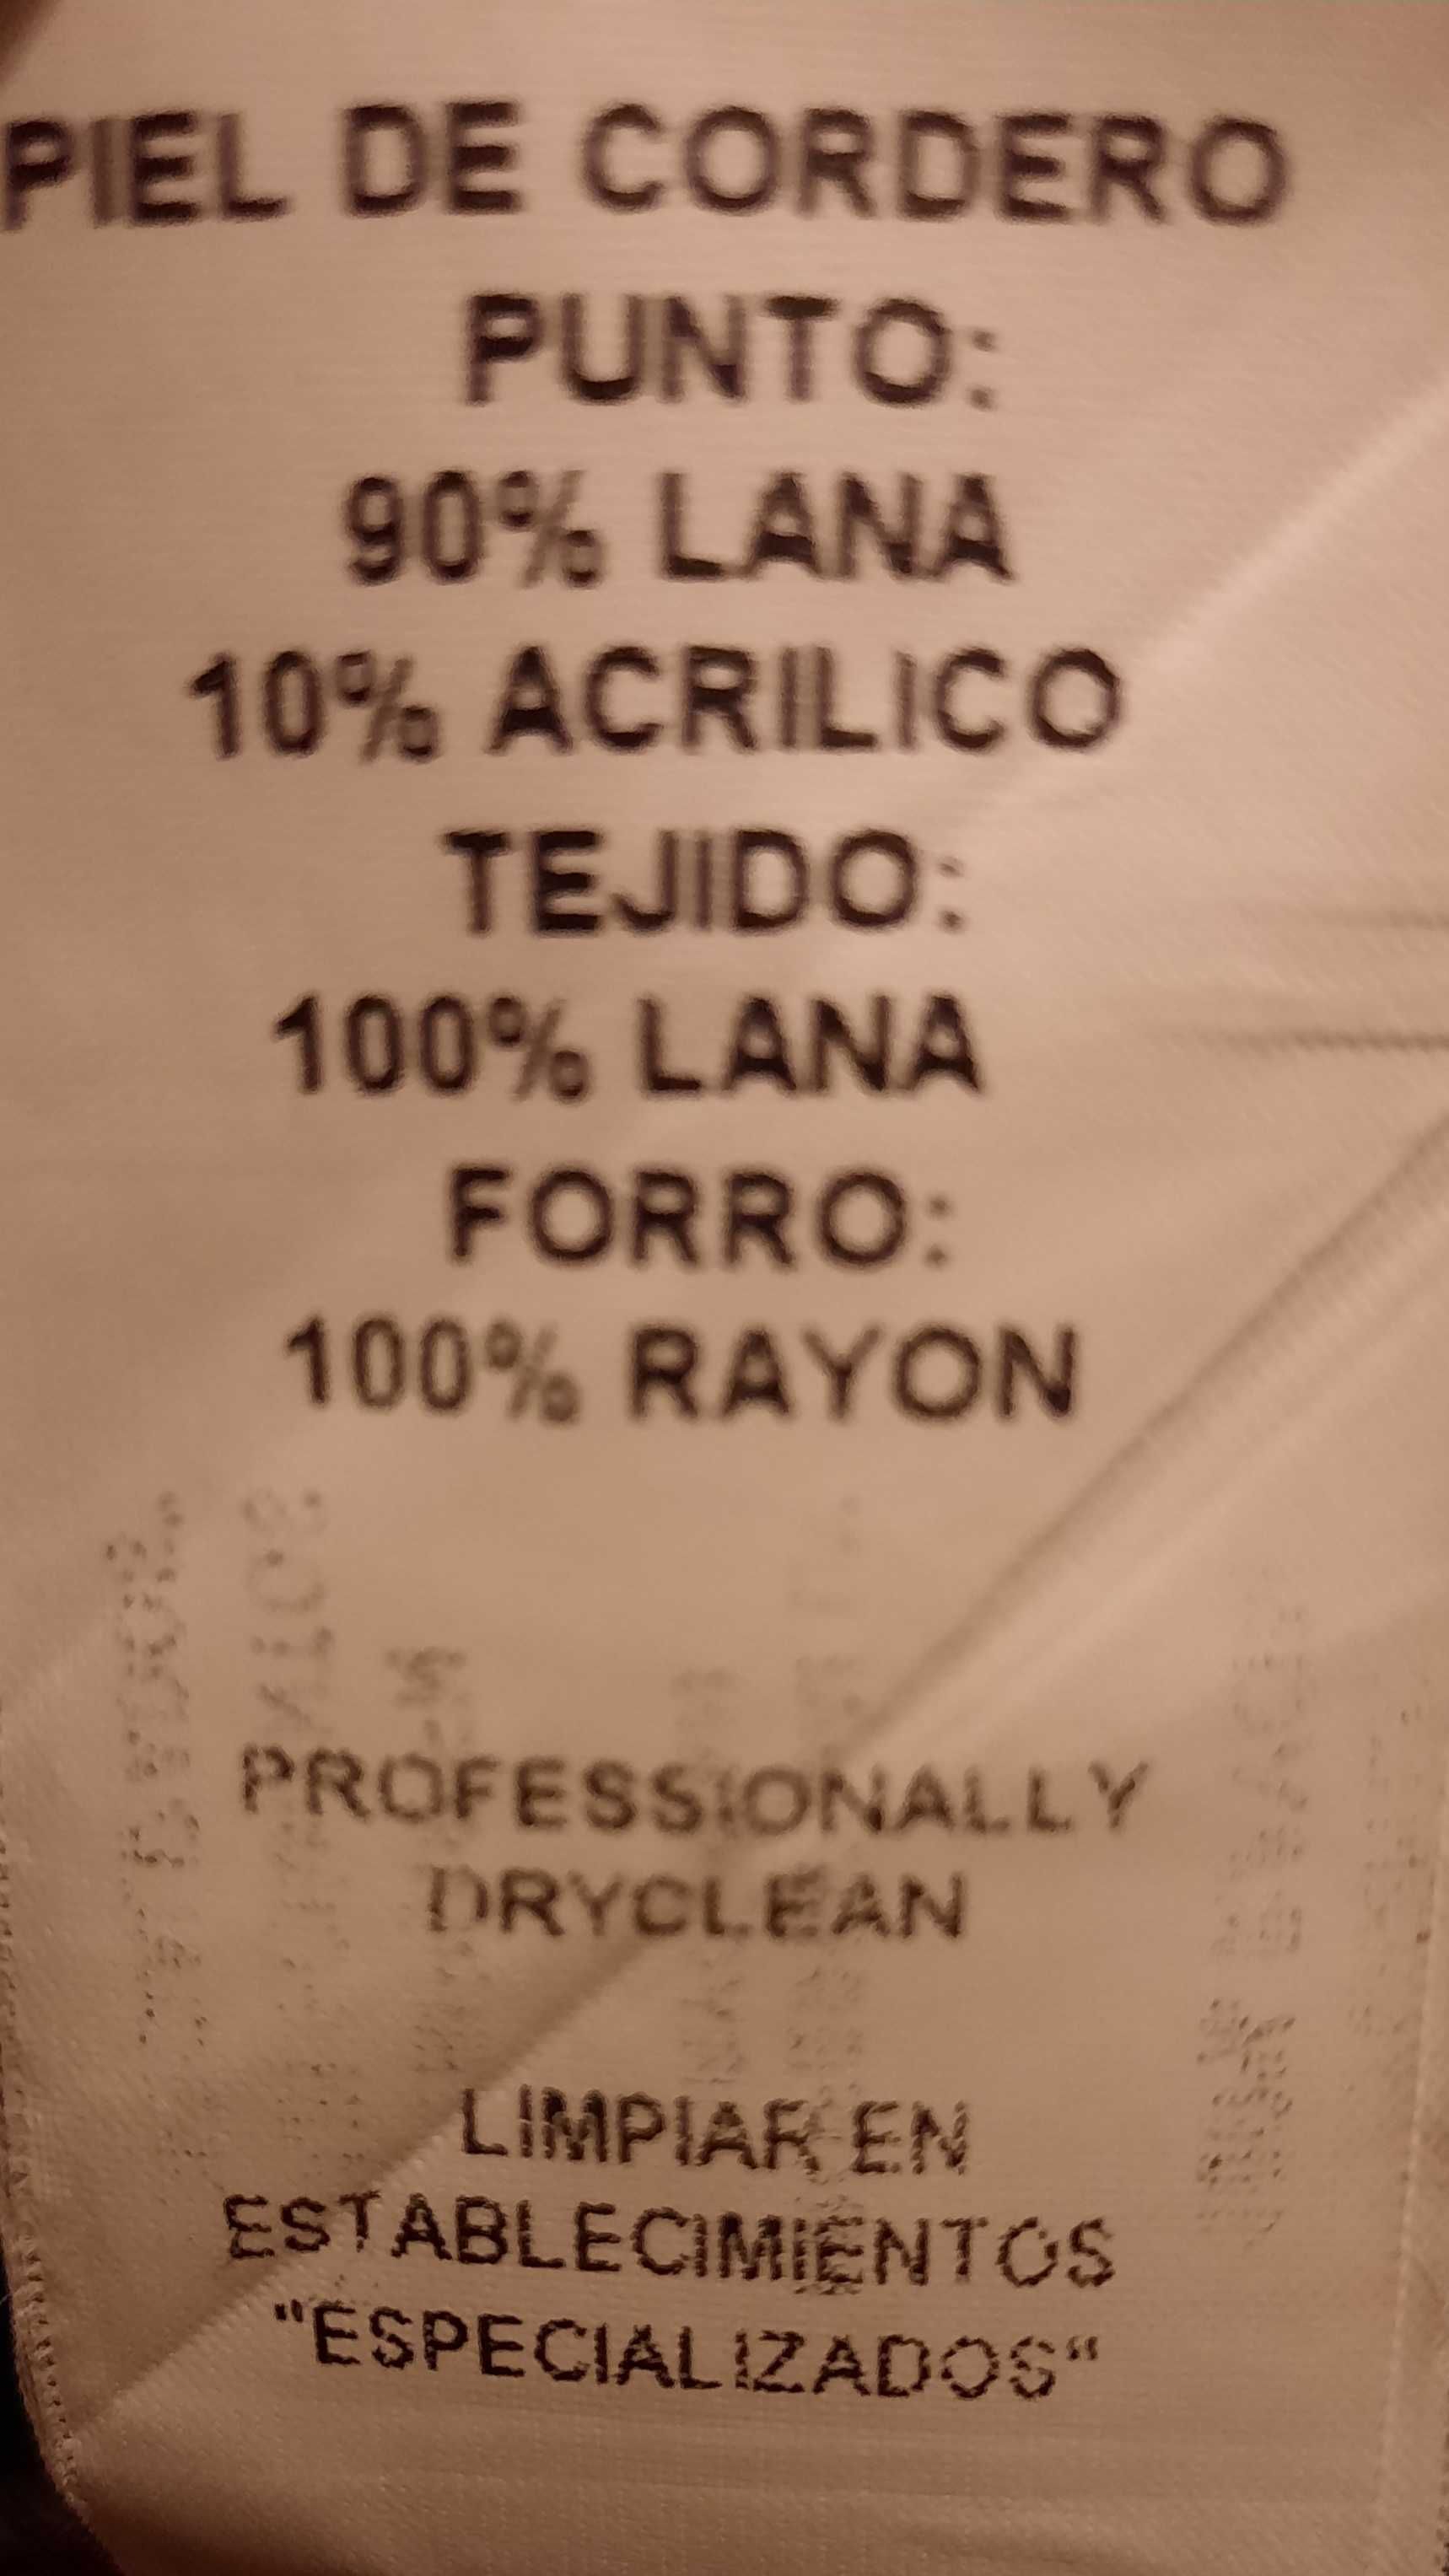 PIEL DE CORDERO
PUNTO:
90% LANA
10% ACRILICO
TEJIDO:
100% LANA
FORRO:
100% RAYON
PROFESSIONALLY
DRYCLEAN
LIMPIAR EN
ESTABLECIMIENTOS
"ESPECIALIZADOS"